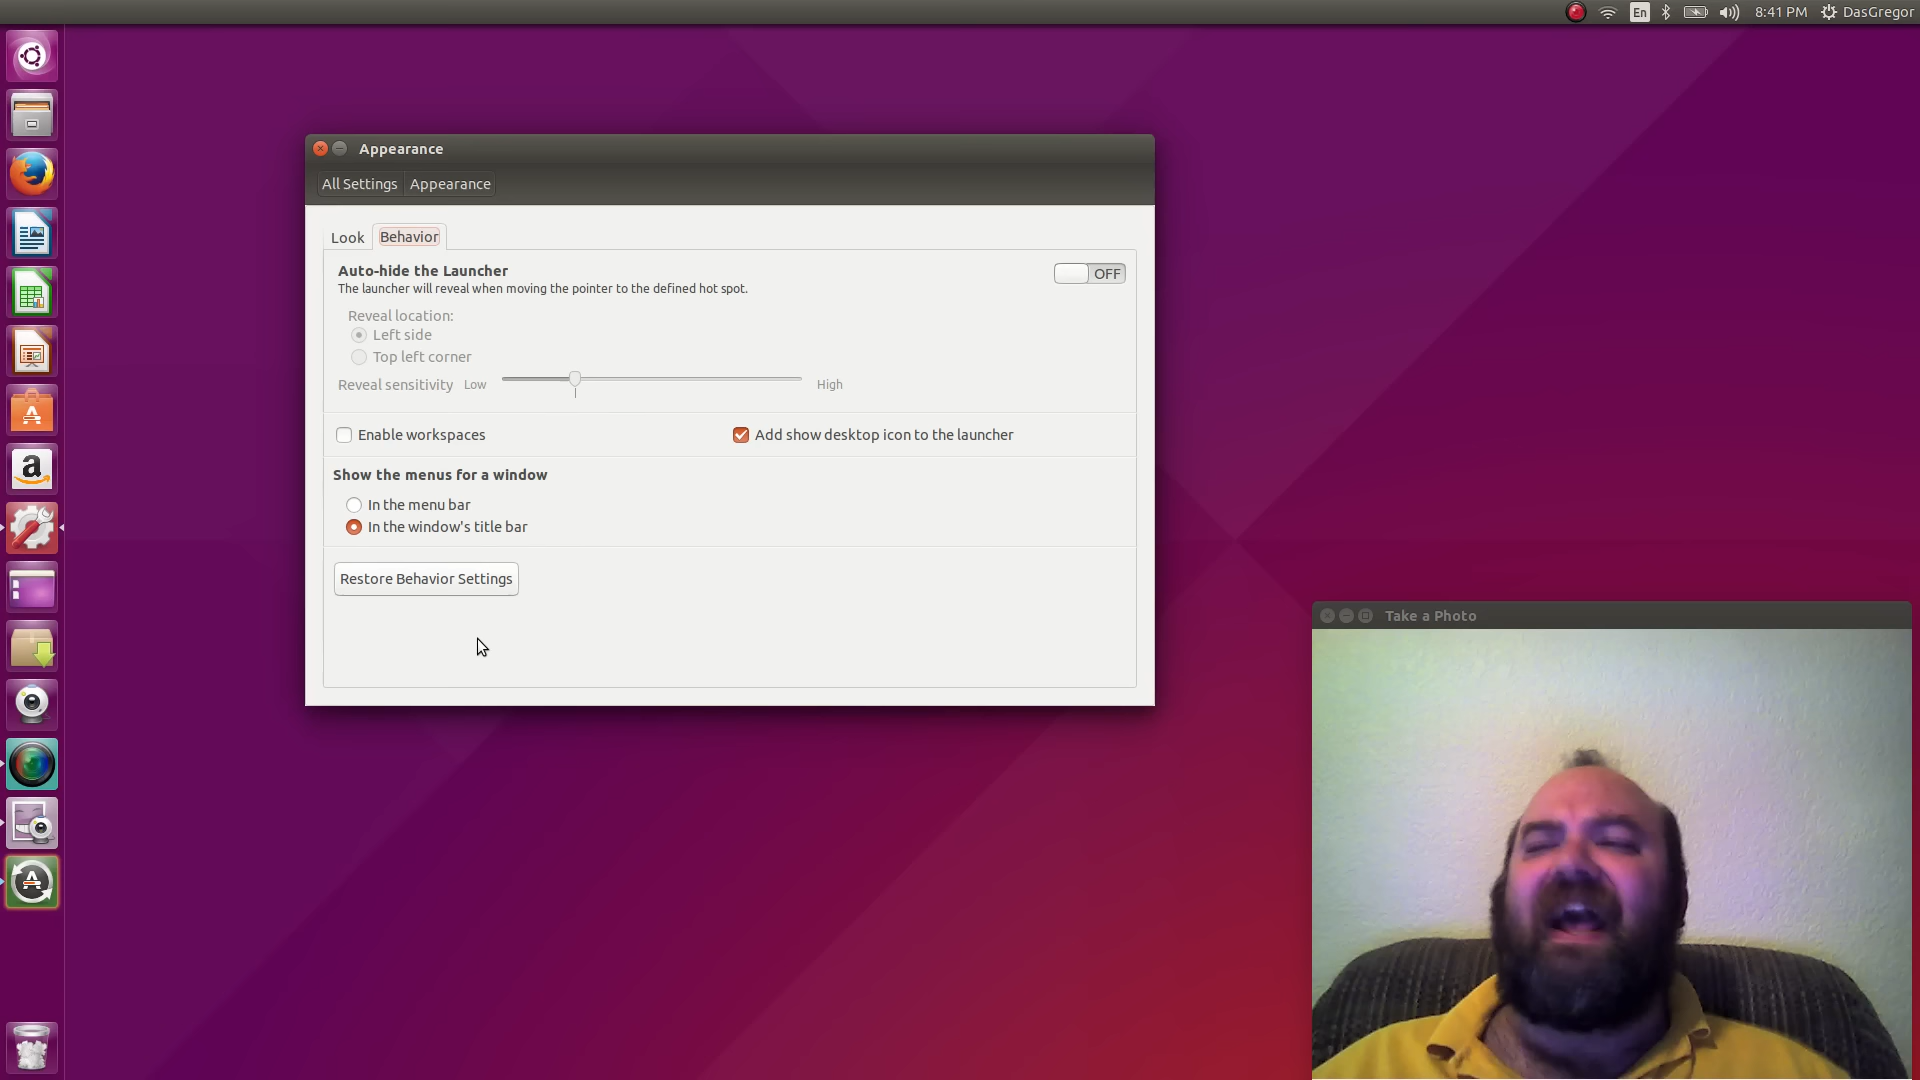 En 8:41 PM DasGregor
Appearance
All Settings Appearance
Look Behavior
Auto-hide the Launcher OFF
The launcher will reveal when moving the pointer to the defined hot spot.
Reveal location:
Left side
Top left corner
Reveal sensitivity Low High
Enable workspaces Add show desktop icon to the launcher
Show the menus for a window
In the menu bar
In the window's title bar
Restore Behavior Settings
Take a Photo